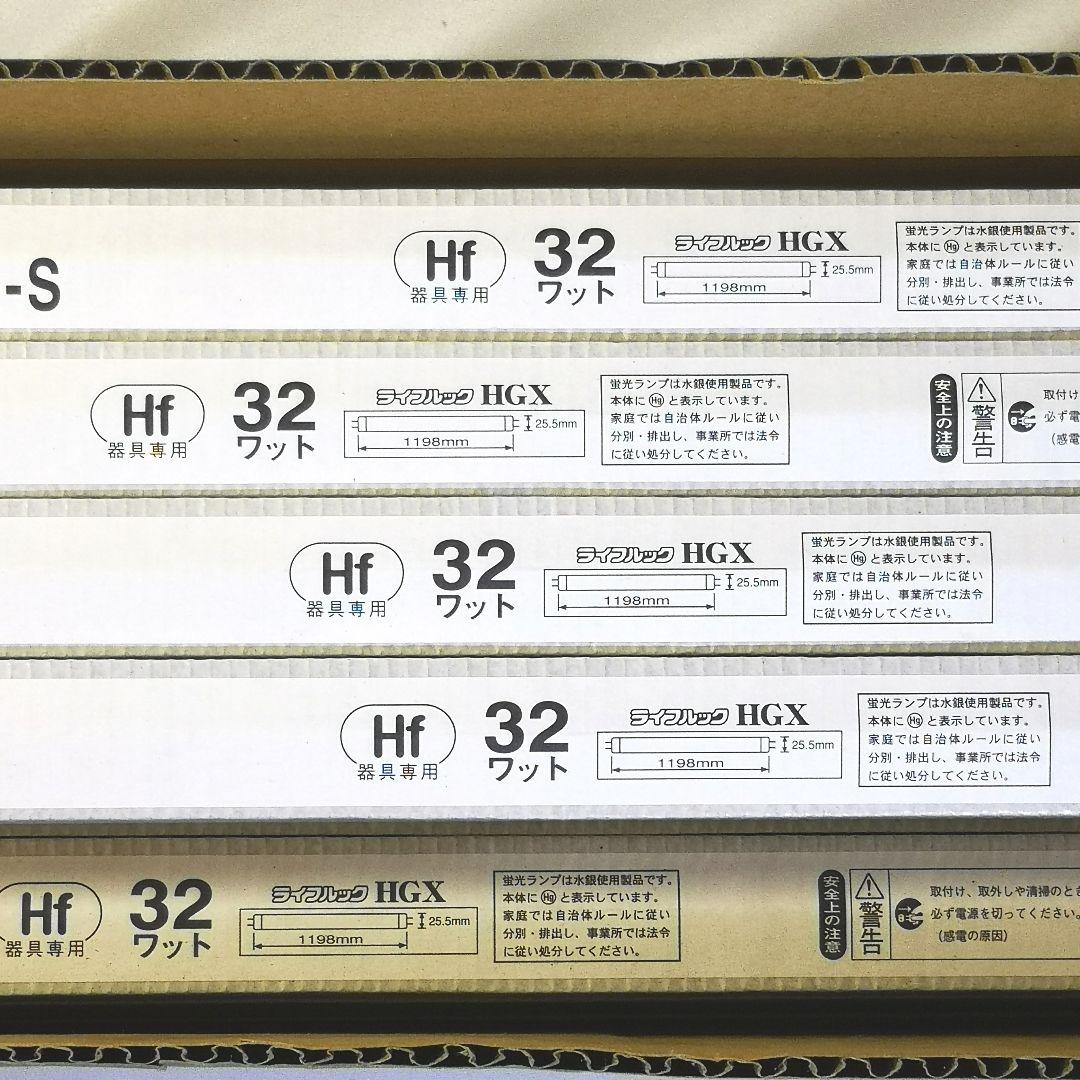 -S
Hf
器具専用
32
ワット
ライフルック HGX
25.5mm
1198mm
蛍光ランプは水銀使用製品です。
本体にHgと表示しています。
家庭では自治体ルールに従い
分別・排出し、事業所では法令
に従い処分してください。
Hf
器具専用
32
ワット
ライフルック HGX
25.5mm
1198mm
蛍光ランプは水銀使用製品です。
本体にHgと表示しています。
家庭では自治体ルールに従い
分別・排出し、事業所では法令
に従い処分してください。
安全上の注意
警告
取付け
必ず電
(感電
Hf
器具専用
32
ワット
ライフルック HGX
25.5mm
1198mm
蛍光ランプは水銀使用製品です。
本体にHgと表示しています。
家庭では自治体ルールに従い
分別・排出し、事業所では法令
に従い処分してください。
Hf
器具専用
32
ワット
ライフルック HGX
25.5mm
1198mm
蛍光ランプは水銀使用製品です。
本体にHgと表示しています。
家庭では自治体ルールに従い
分別・排出し、事業所では法令
に従い処分してください。
Hf
器具専用
32
ワット
ライフルック HGX
25.5mm
1198mm
蛍光ランプは水銀使用製品です。
本体にHgと表示しています。
家庭では自治体ルールに従い
分別・排出し、事業所では法令
に従い処分してください。
安全上の注意
警告
取付け、取外しや清掃のとき
必ず電源を切ってください。
(感電の原因)